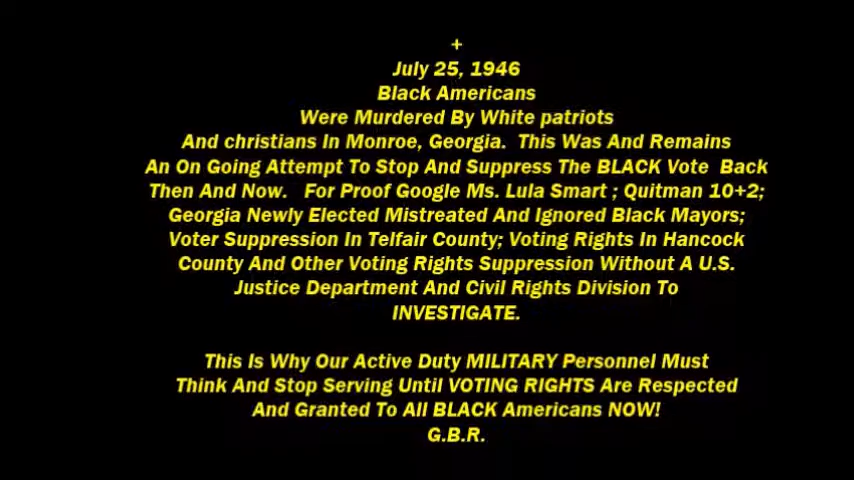 +
July 25, 1946
Black Americans
Were Murdered By White patriots
And christians In Monroe, Georgia.  This Was And Remains
An On Going Attempt To Stop And Suppress The BLACK Vote  Back
Then And Now.   For Proof Google Ms. Lula Smart ; Quitman 10+2;
Georgia Newly Elected Mistreated And Ignored Black Mayors;
Voter Suppression In Telfair County; Voting Rights In Hancock
County And Other Voting Rights Suppression Without A U.S.
Justice Department And Civil Rights Division To
INVESTIGATE.
This Is Why Our Active Duty MILITARY Personnel Must
Think And Stop Serving Until VOTING RIGHTS Are Respected
And Granted To All BLACK Americans NOW!
G.B.R.